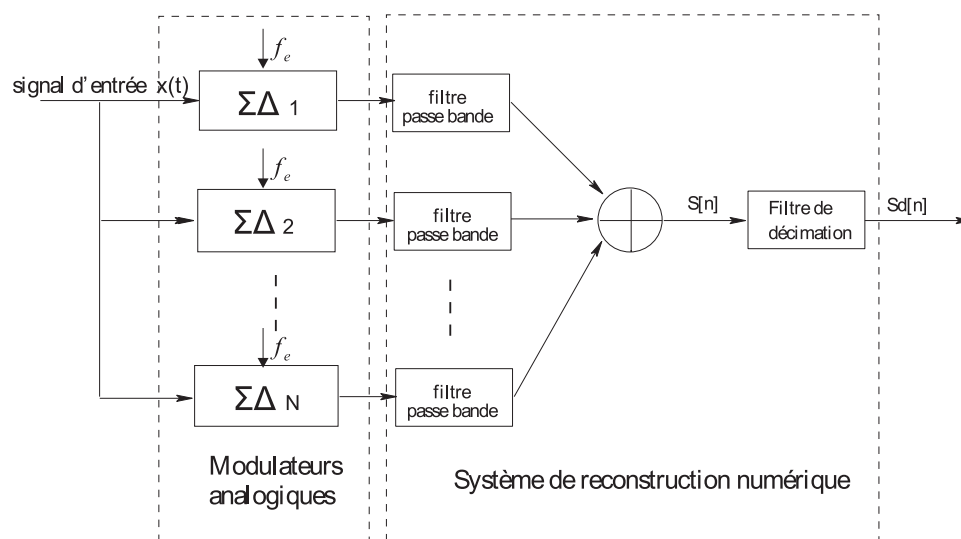 signal d'entrée x(t)
f_e
ΣΔ 1
filtre
passe bande
f_e
ΣΔ 2
filtre
passe bande
S[n]
Filtre de
décimation
Sd[n]
f_e
ΣΔ N
filtre
passe bande
Modulateurs
analogiques
Système de reconstruction numérique